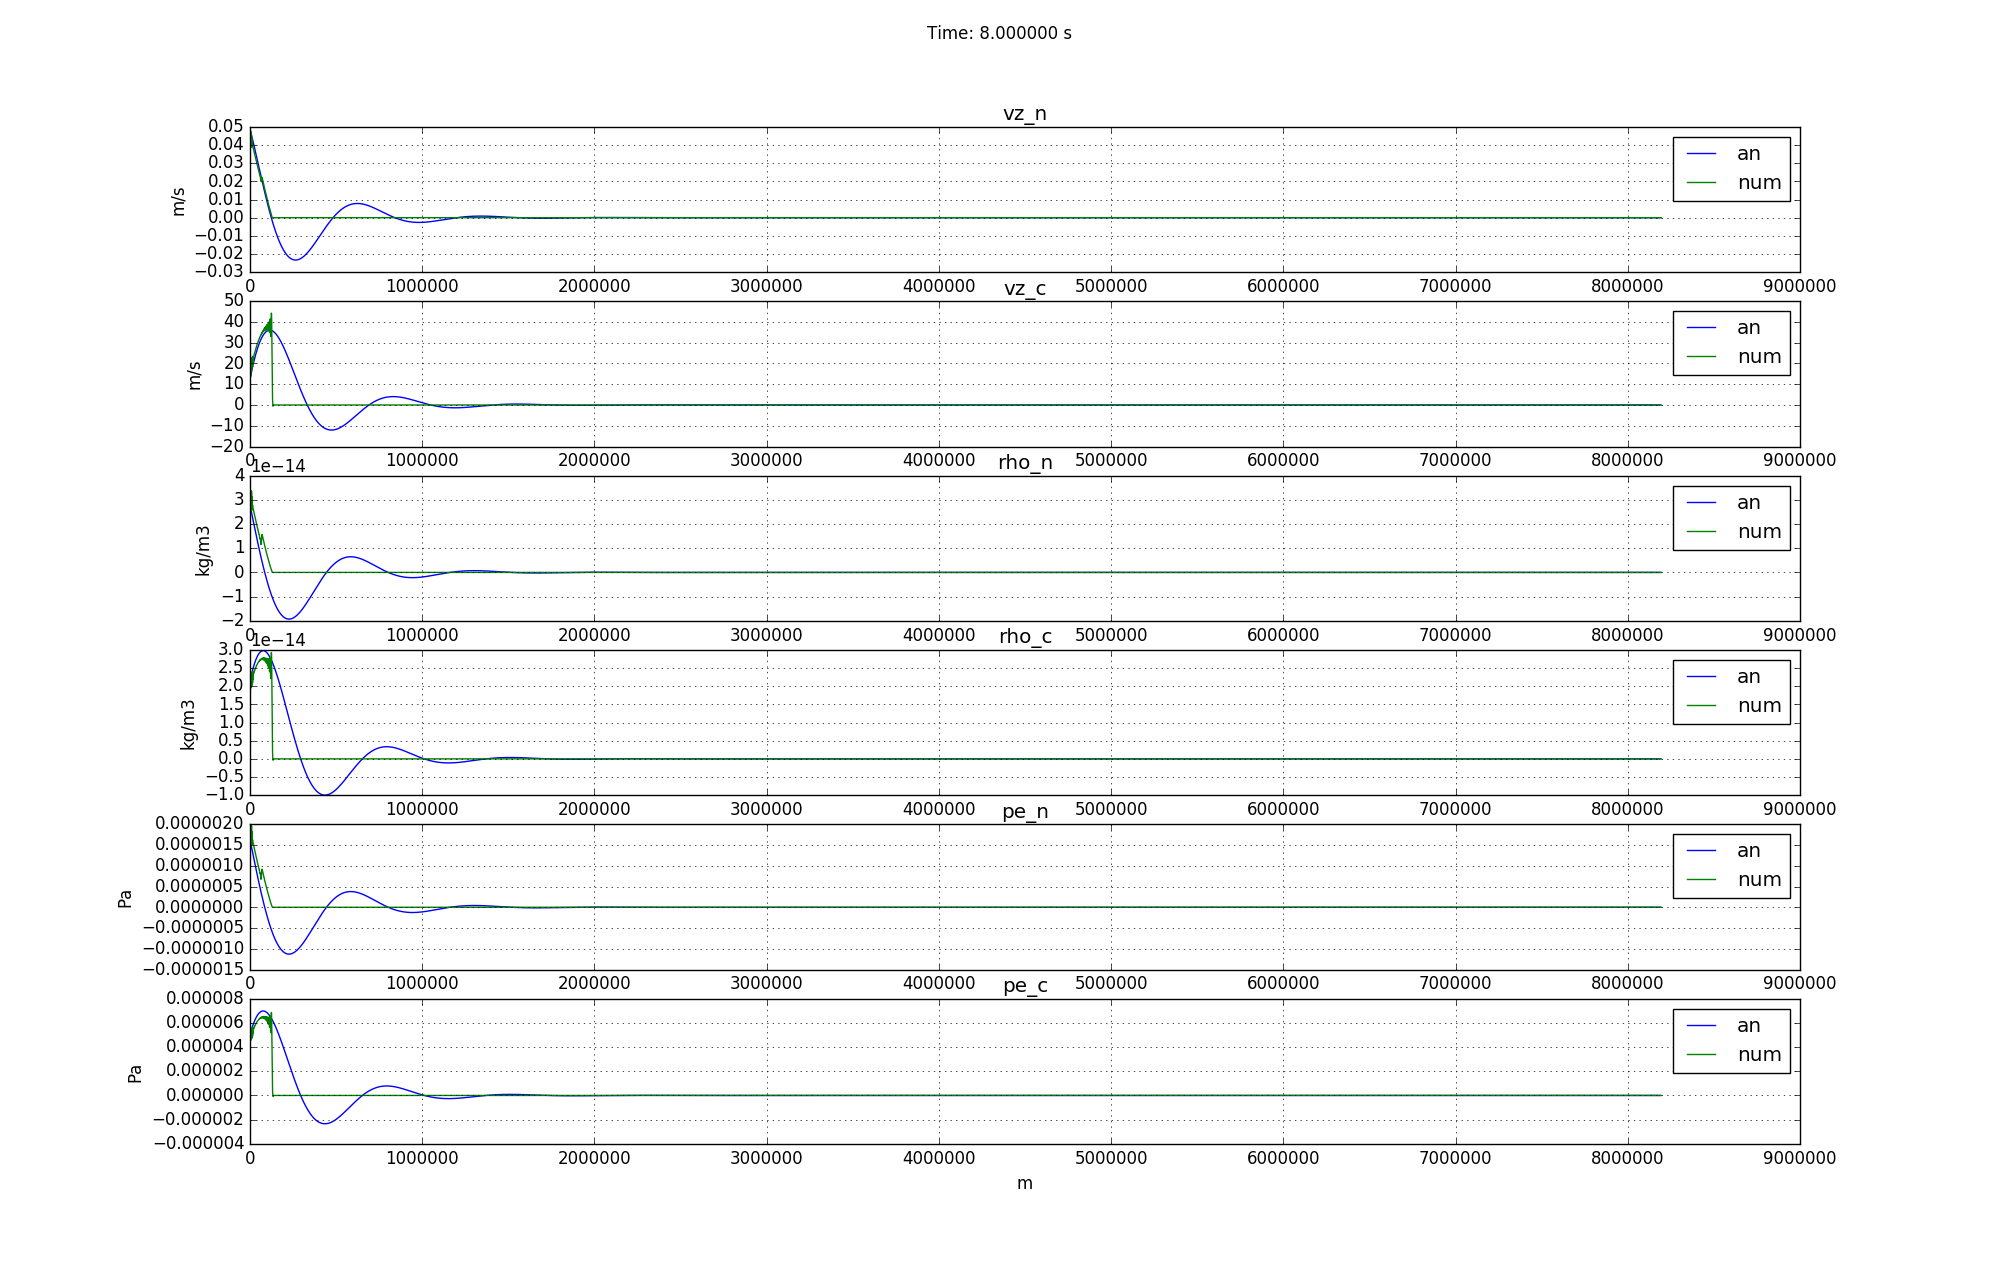 Time: 8.000000 s
vz_n
0.05
0.04
0.03
0.02
0.01
0.00
−0.01
−0.02
−0.03
m/s
an
num
0 1000000 2000000 3000000 4000000 5000000 6000000 7000000 8000000 9000000
vz_c
50
40
30
20
10
0
−10
−20
m/s
an
num
0 1000000 2000000 3000000 4000000 5000000 6000000 7000000 8000000 9000000
1e−14
rho_n
4
3
2
1
0
−1
−2
kg/m3
an
num
0 1000000 2000000 3000000 4000000 5000000 6000000 7000000 8000000 9000000
1e−14
rho_c
3.0
2.5
2.0
1.5
1.0
0.5
0.0
−0.5
−1.0
kg/m3
an
num
0 1000000 2000000 3000000 4000000 5000000 6000000 7000000 8000000 9000000
pe_n
0.0000020
0.0000015
0.0000010
0.0000005
0.0000000
−0.0000005
−0.0000010
−0.0000015
Pa
an
num
0 1000000 2000000 3000000 4000000 5000000 6000000 7000000 8000000 9000000
pe_c
0.000008
0.000006
0.000004
0.000002
0.000000
−0.000002
−0.000004
Pa
an
num
0 1000000 2000000 3000000 4000000 5000000 6000000 7000000 8000000 9000000
m